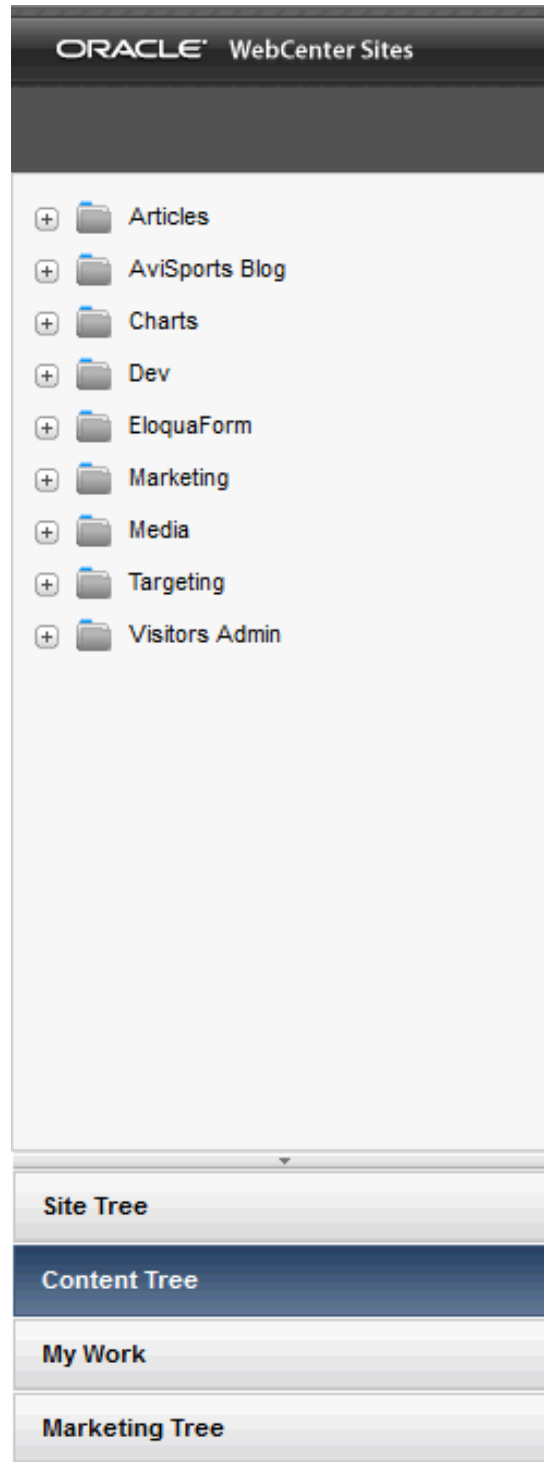 ORACLE® WebCenter Sites
Articles
AviSports Blog
Charts
Dev
EloquaForm
Marketing
Media
Targeting
Visitors Admin
Site Tree
Content Tree
My Work
Marketing Tree